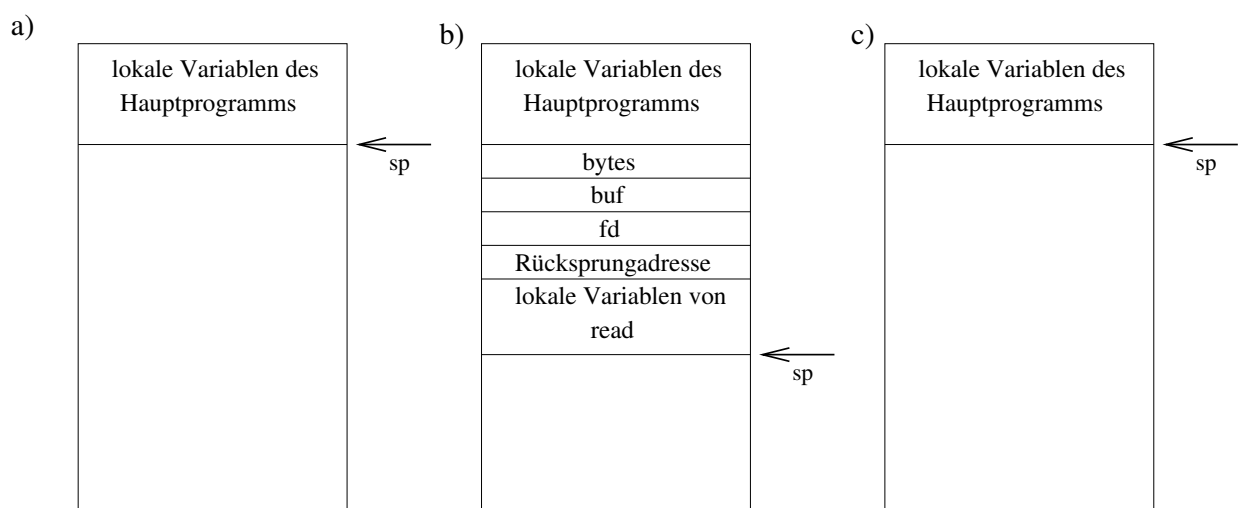 a)
lokale Variablen des
Hauptprogramms
sp
b)
lokale Variablen des
Hauptprogramms
bytes
buf
fd
Rücksprungadresse
lokale Variablen von
read
sp
c)
lokale Variablen des
Hauptprogramms
sp